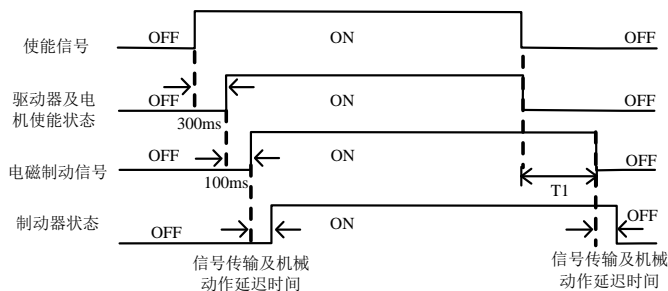 使能信号
OFF
ON
OFF
驱动器及电
机使能状态
OFF
ON
OFF
300ms
电磁制动信号
OFF
ON
OFF
100ms
T1
制动器状态
OFF
ON
OFF
信号传输及机械
动作延迟时间
信号传输及机械
动作延迟时间